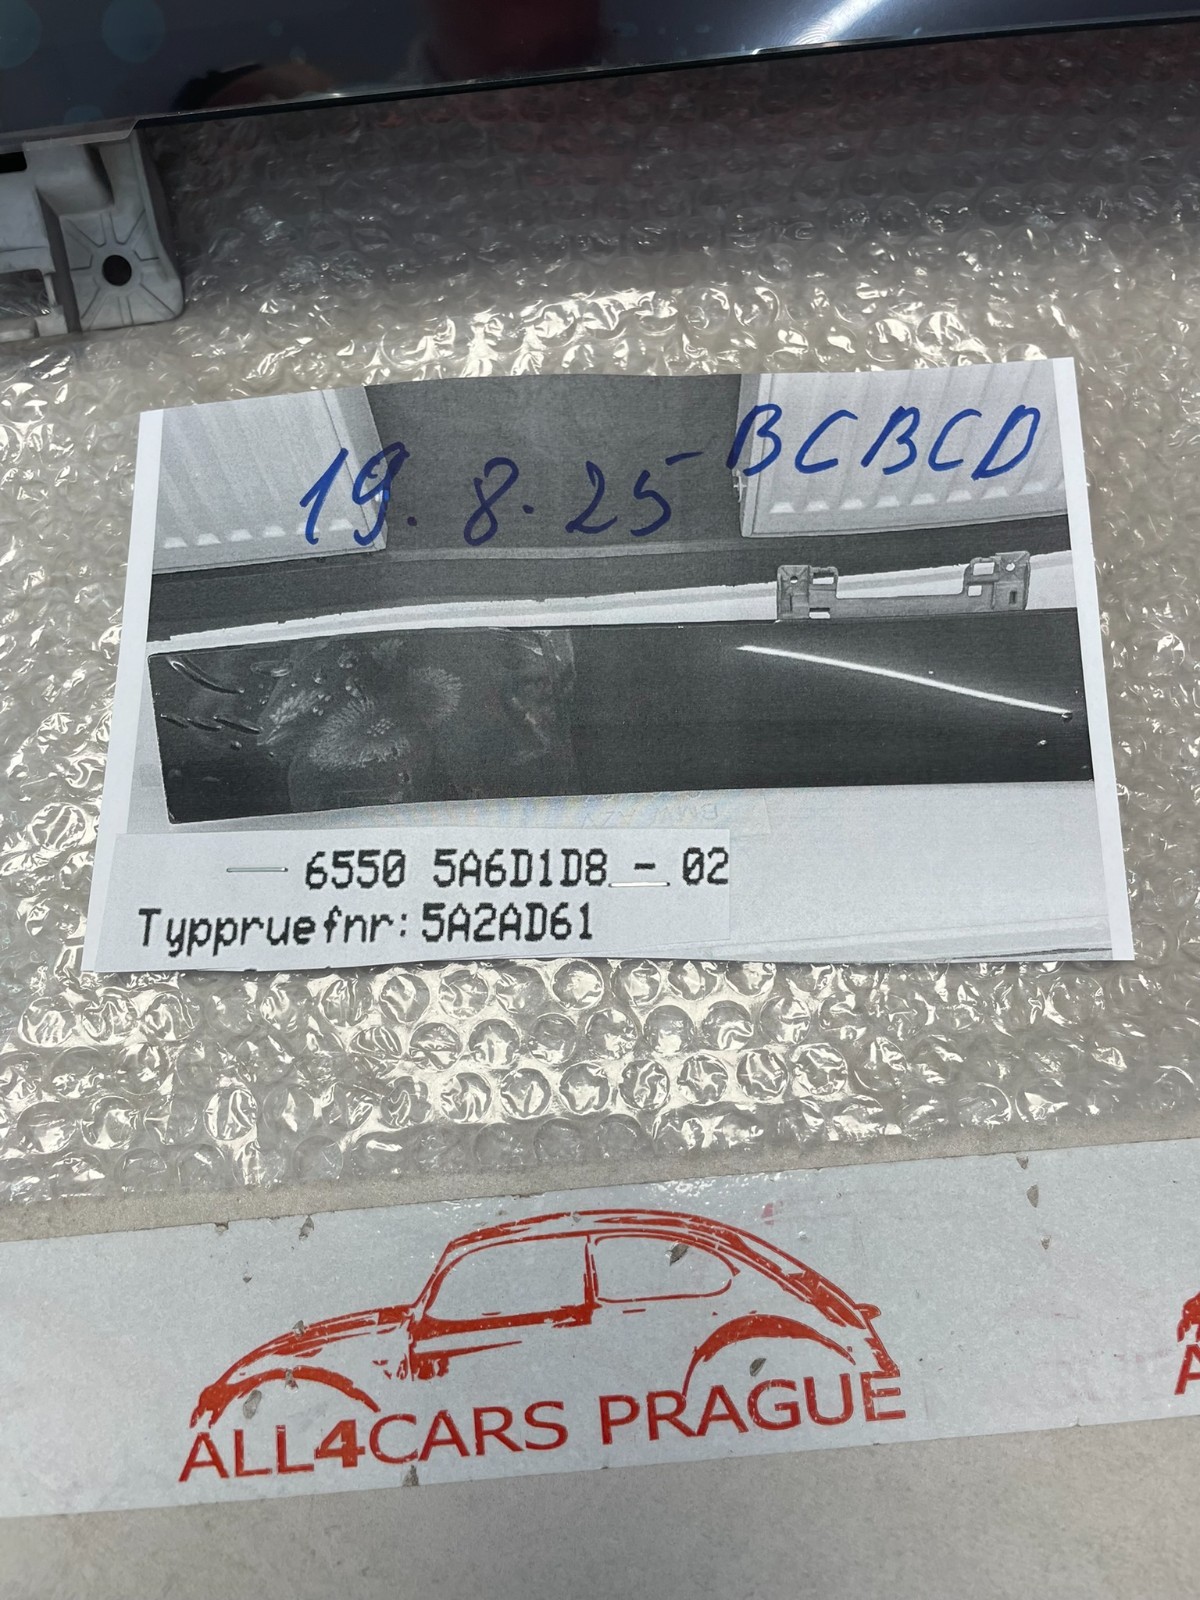 19. 8. 25 - BCBCD
6550 5A6D1D8 - 02
Typpruefnr: 5A2AD61
ALL4CARS PRAGUE